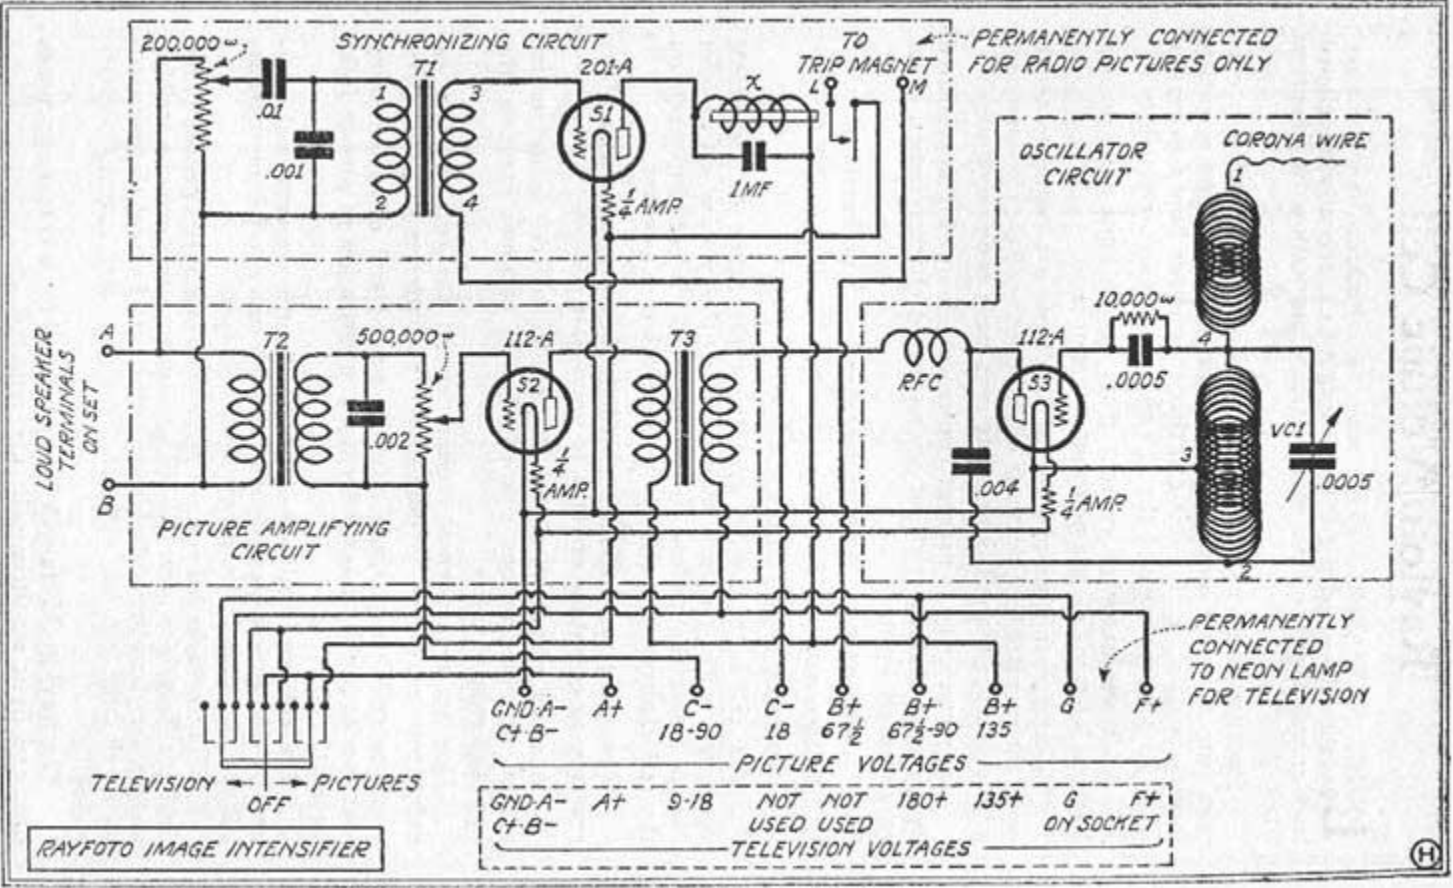 200,000 ω
SYNCHRONIZING CIRCUIT
TO
TRIP MAGNET
L
M
PERMANENTLY CONNECTED
FOR RADIO PICTURES ONLY
T1
201-A
.01
1
3
S1
X
.001
2
4
1/4 AMP.
1MF
OSCILLATOR
CIRCUIT
CORONA WIRE
1
LOUD SPEAKER
TERMINALS
ON SET
A
B
T2
500,000 ω
112-A
T3
10,000 ω
4
S2
RFC
112-A
S3
.0005
.002
VC1
3
.0005
1/4
AMP.
.004
1/4 AMP.
2
PICTURE AMPLIFYING
CIRCUIT
PERMANENTLY
CONNECTED
TO NEON LAMP
FOR TELEVISION
GND-A- A+ C- C- B+ B+ B+ G F+
C+B- 18-90 18 67½ 67½-90 135
PICTURE VOLTAGES
TELEVISION PICTURES
OFF
GND-A- A+ 9-18 NOT NOT 180+ 135+ G F+
C+B- USED USED ON SOCKET
TELEVISION VOLTAGES
RAYFOTO IMAGE INTENSIFIER
H